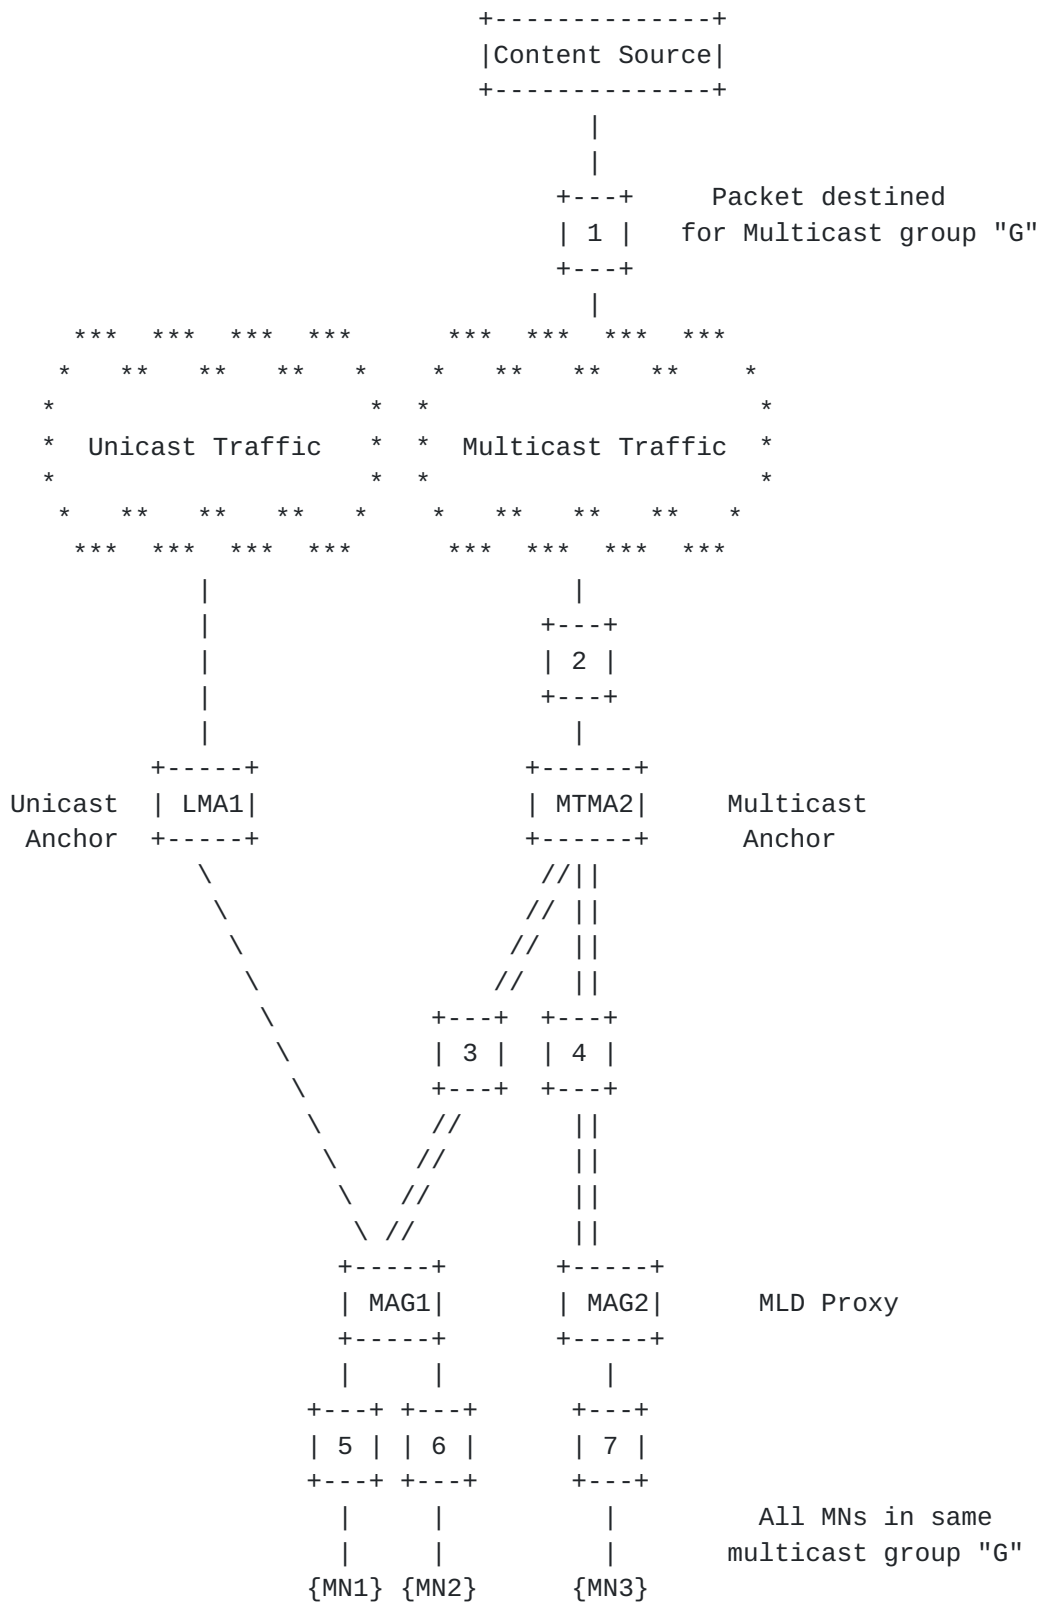 Content Source
Packet destined
1 for Multicast group "G"
Unicast Traffic Multicast Traffic
2
Unicast LMA1 MTMA2 Multicast
Anchor Anchor
3 4
MAG1 MAG2 MLD Proxy
5 6 7
All MNs in same
multicast group "G"
{MN1} {MN2} {MN3}